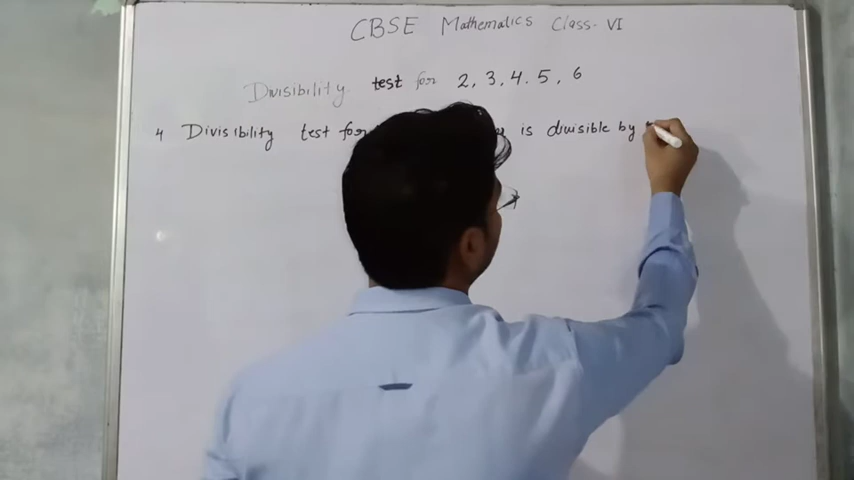 CBSE Mathematics Class- VI
Divisibility test for 2, 3, 4. 5, 6
4 Divisibility test for is divisible by